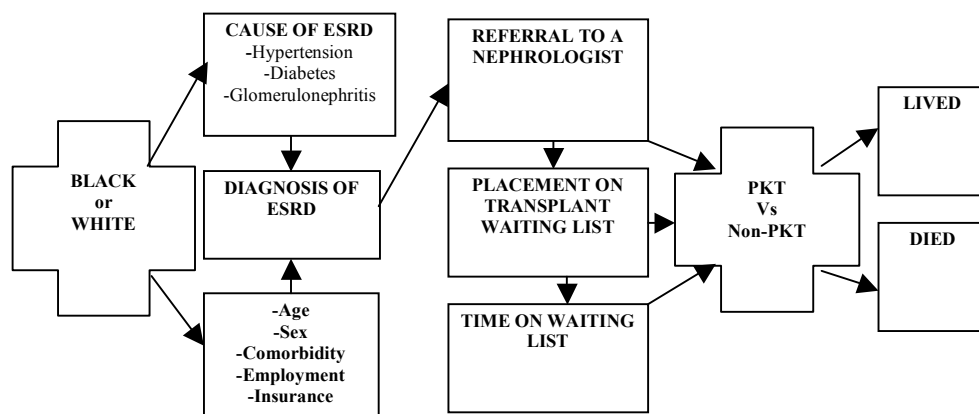 BLACK
or
WHITE
CAUSE OF ESRD
-Hypertension
-Diabetes
-Glomerulonephritis
DIAGNOSIS OF
ESRD
-Age
-Sex
-Comorbidity
-Employment
-Insurance
REFERRAL TO A
NEPHROLOGIST
PLACEMENT ON
TRANSPLANT
WAITING LIST
TIME ON WAITING
LIST
PKT
Vs
Non-PKT
LIVED
DIED